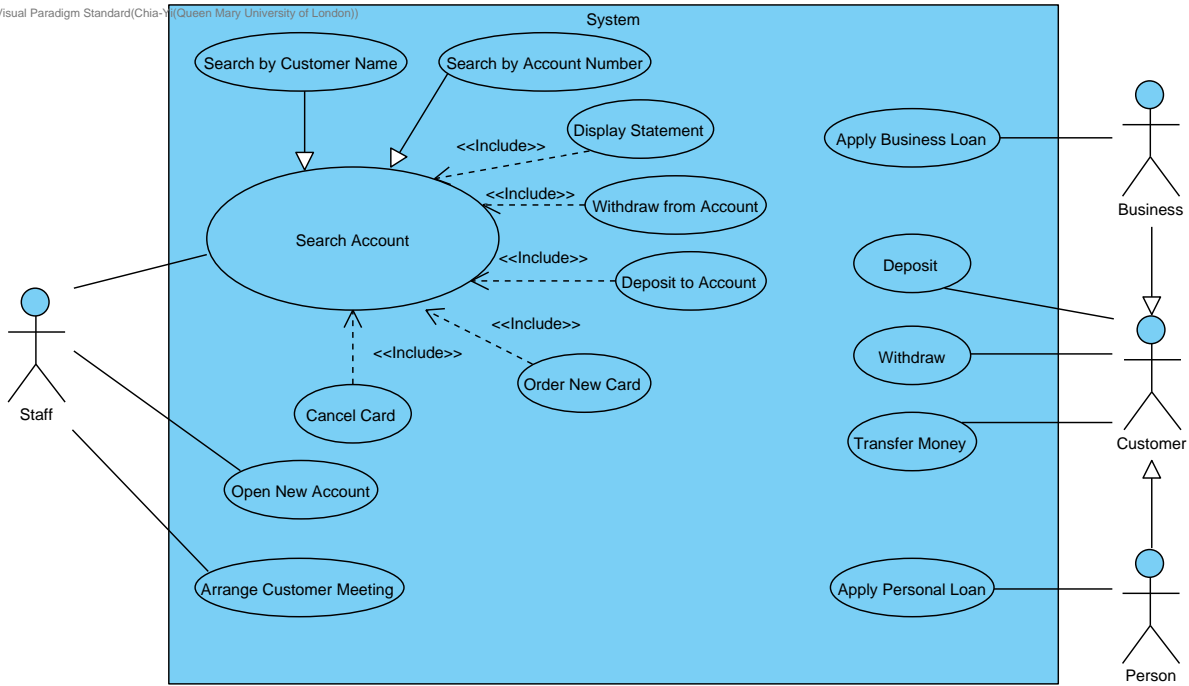 Visual Paradigm Standard(Chia-Yi(Queen Mary University of London))
System
Search by Customer Name
Search by Account Number
Display Statement
<<Include>>
Apply Business Loan
<<Include>>
Withdraw from Account
Business
Search Account
<<Include>>
Deposit to Account
Deposit
<<Include>>
<<Include>>
Withdraw
Order New Card
Cancel Card
Staff
Transfer Money
Customer
Open New Account
Arrange Customer Meeting
Apply Personal Loan
Person